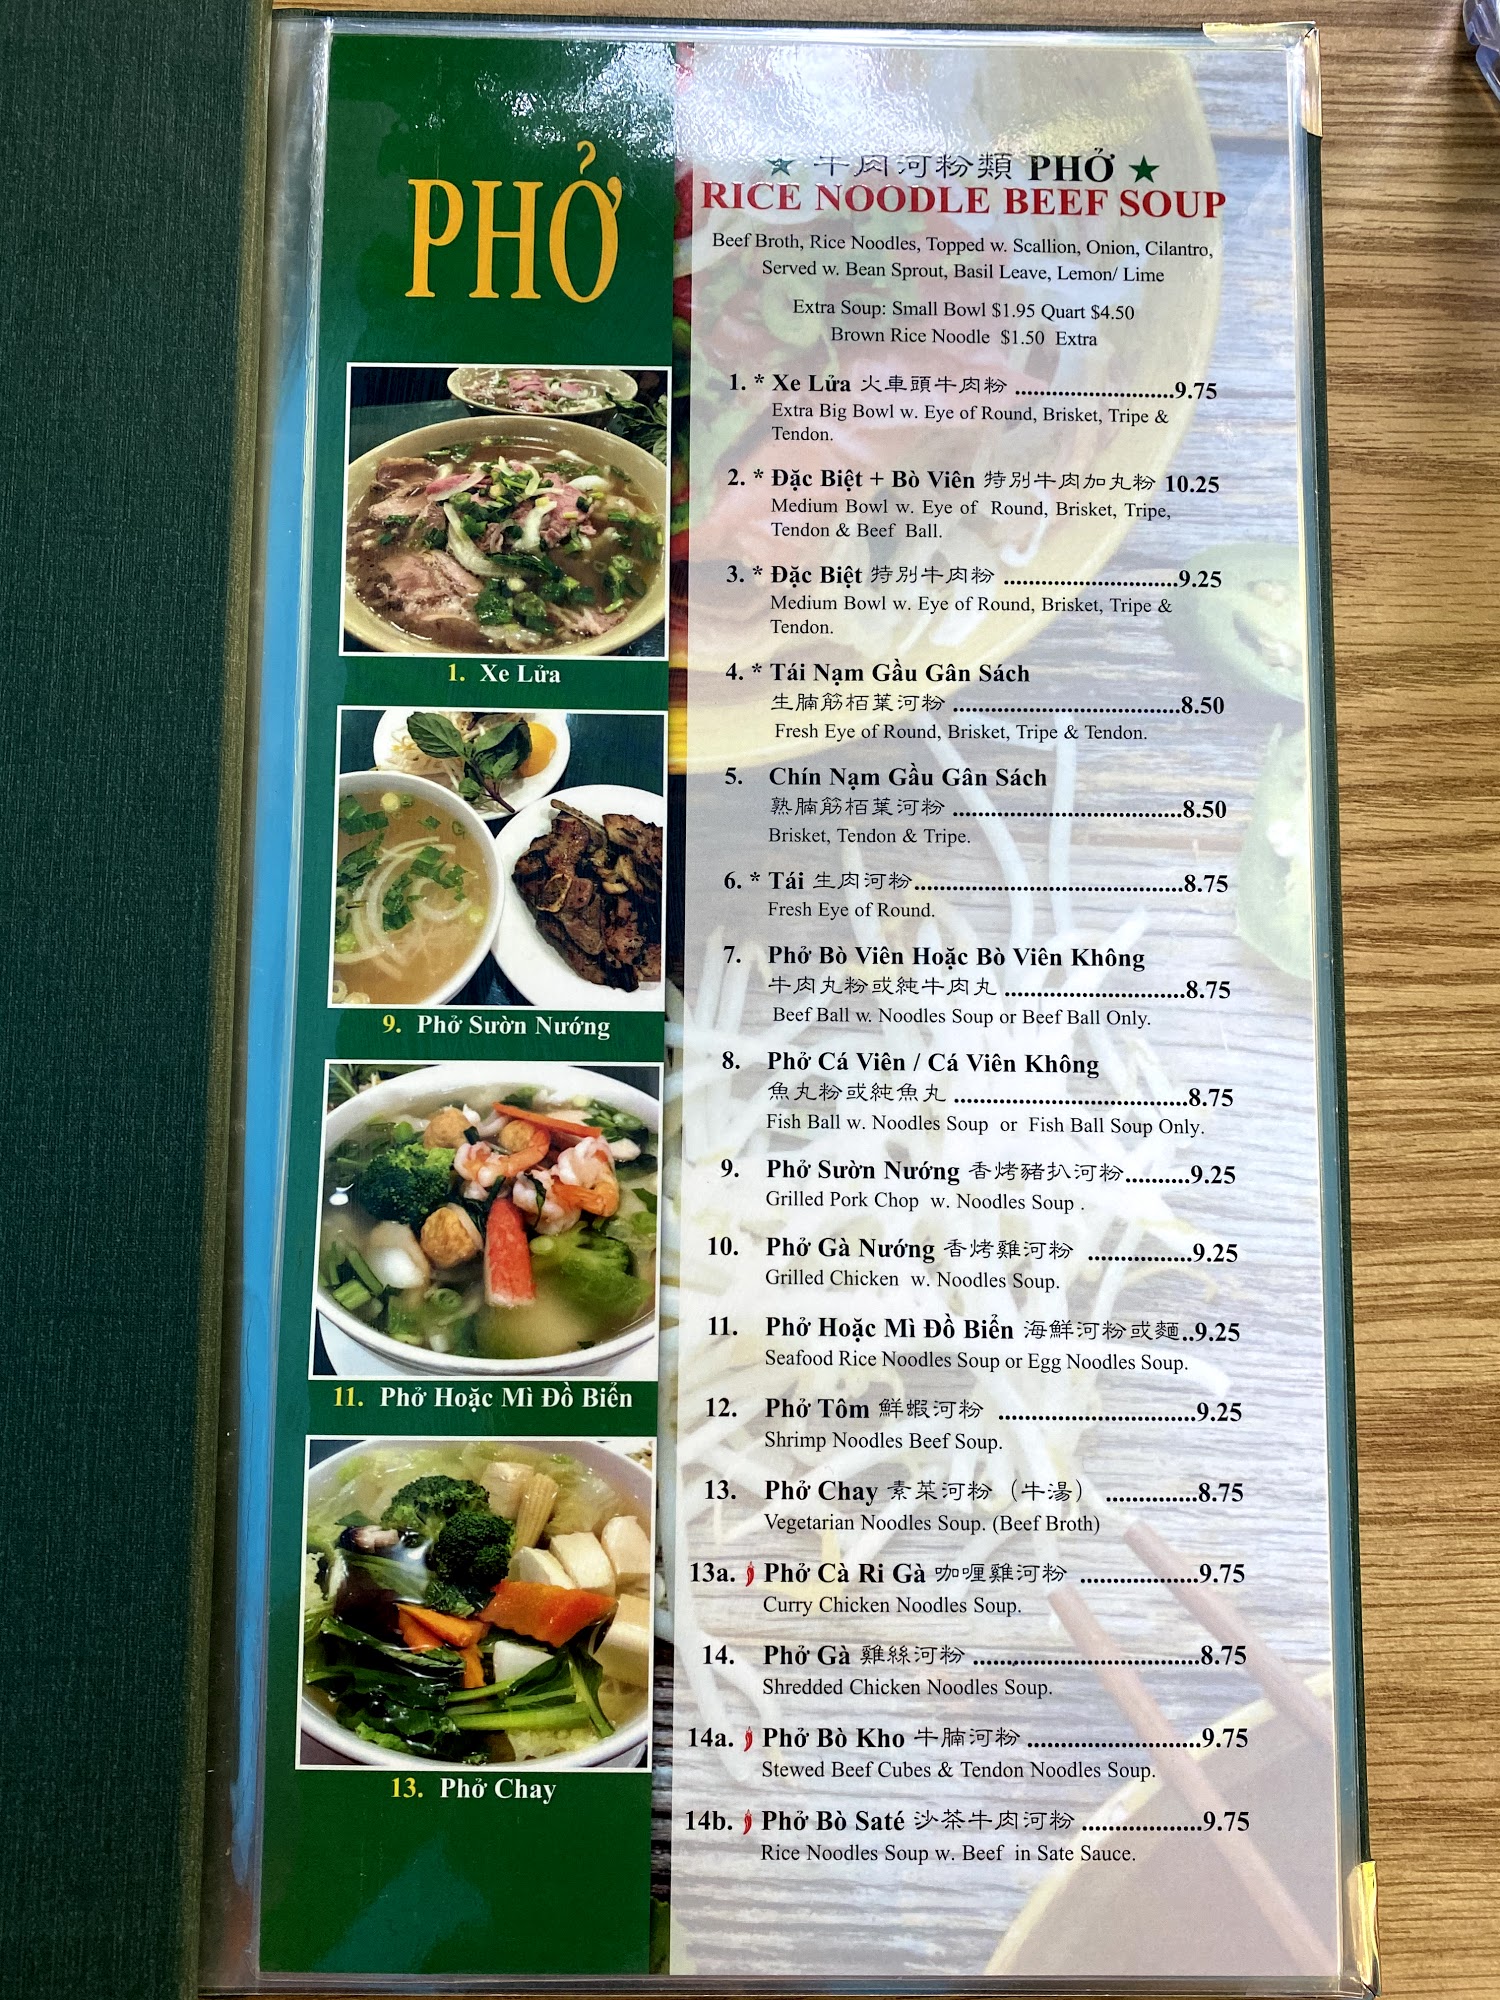 PHỞ
1. Xe Lửa
9. Phở Sườn Nướng
11. Phở Hoặc Mì Đồ Biển
13. Phở Chay
★ 牛肉河粉類 PHỞ ★
RICE NOODLE BEEF SOUP
Beef Broth, Rice Noodles, Topped w. Scallion, Onion, Cilantro,
Served w. Bean Sprout, Basil Leave, Lemon/ Lime
Extra Soup: Small Bowl $1.95 Quart $4.50
Brown Rice Noodle $1.50 Extra
1. * Xe Lửa 火車頭牛肉粉 ..........................9.75
Extra Big Bowl w. Eye of Round, Brisket, Tripe &
Tendon.
2. * Đặc Biệt + Bò Viên 特別牛肉加丸粉 10.25
Medium Bowl w. Eye of Round, Brisket, Tripe,
Tendon & Beef Ball.
3. * Đặc Biệt 特別牛肉粉 ............................9.25
Medium Bowl w. Eye of Round, Brisket, Tripe &
Tendon.
4. * Tái Nạm Gầu Gân Sách
生腩筋栢葉河粉 .....................................8.50
Fresh Eye of Round, Brisket, Tripe & Tendon.
5. Chín Nạm Gầu Gân Sách
熟腩筋栢葉河粉 .....................................8.50
Brisket, Tendon & Tripe.
6. * Tái 生肉河粉...........................................8.75
Fresh Eye of Round.
7. Phở Bò Viên Hoặc Bò Viên Không
牛肉丸粉或純牛肉丸 .............................8.75
Beef Ball w. Noodles Soup or Beef Ball Only.
8. Phở Cá Viên / Cá Viên Không
魚丸粉或純魚丸 ......................................8.75
Fish Ball w. Noodles Soup or Fish Ball Soup Only.
9. Phở Sườn Nướng 香烤豬扒河粉..........9.25
Grilled Pork Chop w. Noodles Soup .
10. Phở Gà Nướng 香烤雞河粉 .................9.25
Grilled Chicken w. Noodles Soup.
11. Phở Hoặc Mì Đồ Biển 海鮮河粉或麵..9.25
Seafood Rice Noodles Soup or Egg Noodles Soup.
12. Phở Tôm 鮮蝦河粉 ................................9.25
Shrimp Noodles Beef Soup.
13. Phở Chay 素菜河粉（牛湯） ...............8.75
Vegetarian Noodles Soup. (Beef Broth)
13a. Phở Cà Ri Gà 咖喱雞河粉 ...................9.75
Curry Chicken Noodles Soup.
14. Phở Gà 雞絲河粉 .....................................8.75
Shredded Chicken Noodles Soup.
14a. Phở Bò Kho 牛腩河粉 ............................9.75
Stewed Beef Cubes & Tendon Noodles Soup.
14b. Phở Bò Saté 沙茶牛肉河粉 ...................9.75
Rice Noodles Soup w. Beef in Sate Sauce.